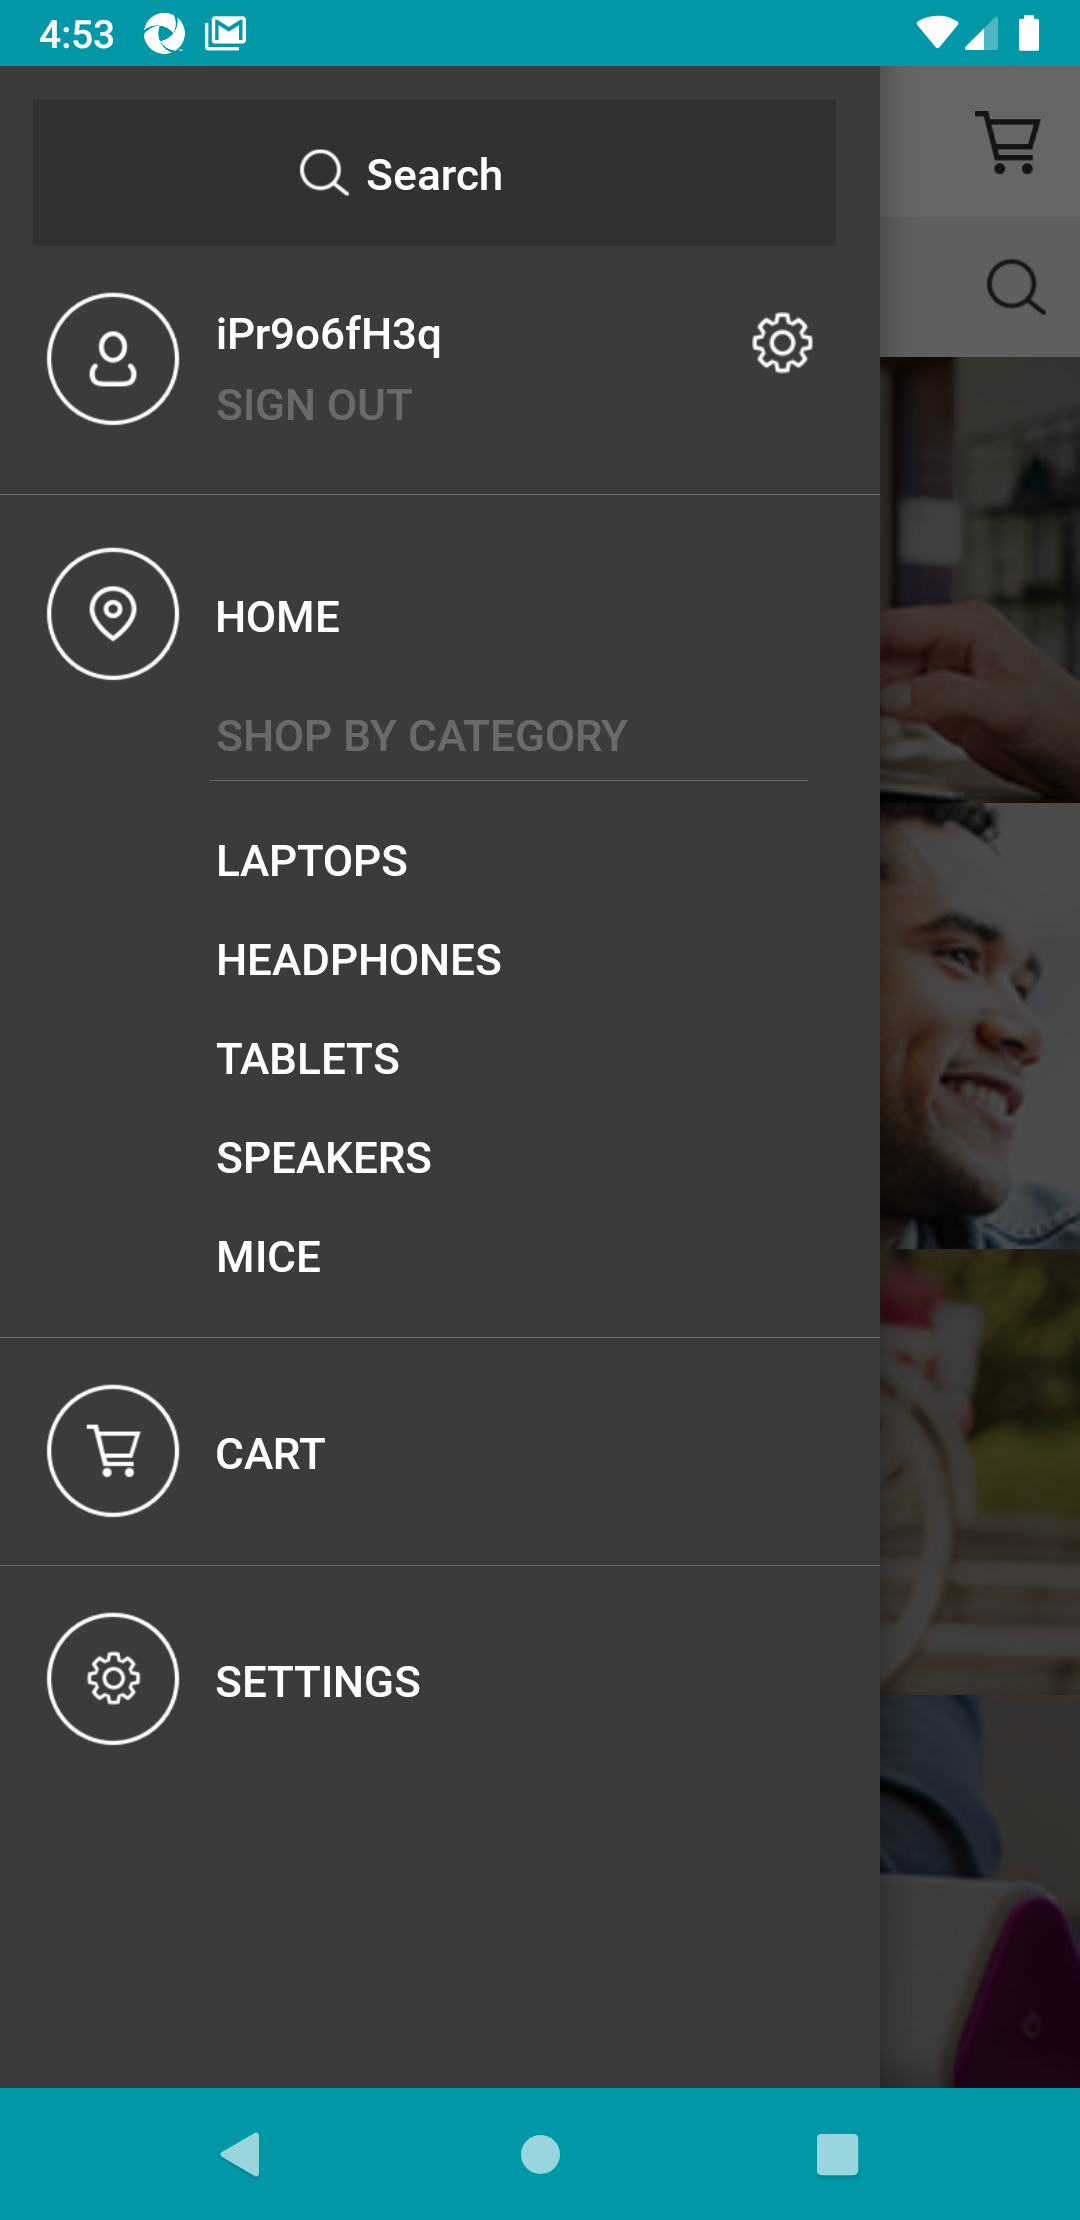 4:53
Search
iPr9o6fH3q
SIGN OUT
HOME
SHOP BY CATEGORY
LAPTOPS
HEADPHONES
TABLETS
SPEAKERS
MICE
CART
SETTINGS